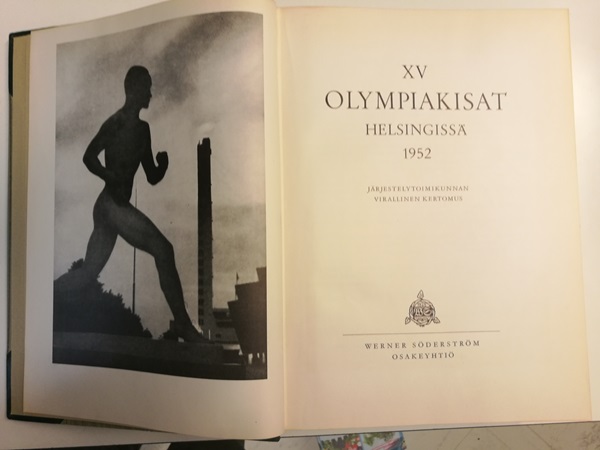 XV
OLYMPIAKISAT
HELSINGISSÄ
1952
JÄRJESTELYTOIMIKUNNAN
VIRALLINEN KERTOMUS
WERNER SÖDERSTRÖM
OSAKEYHTIÖ